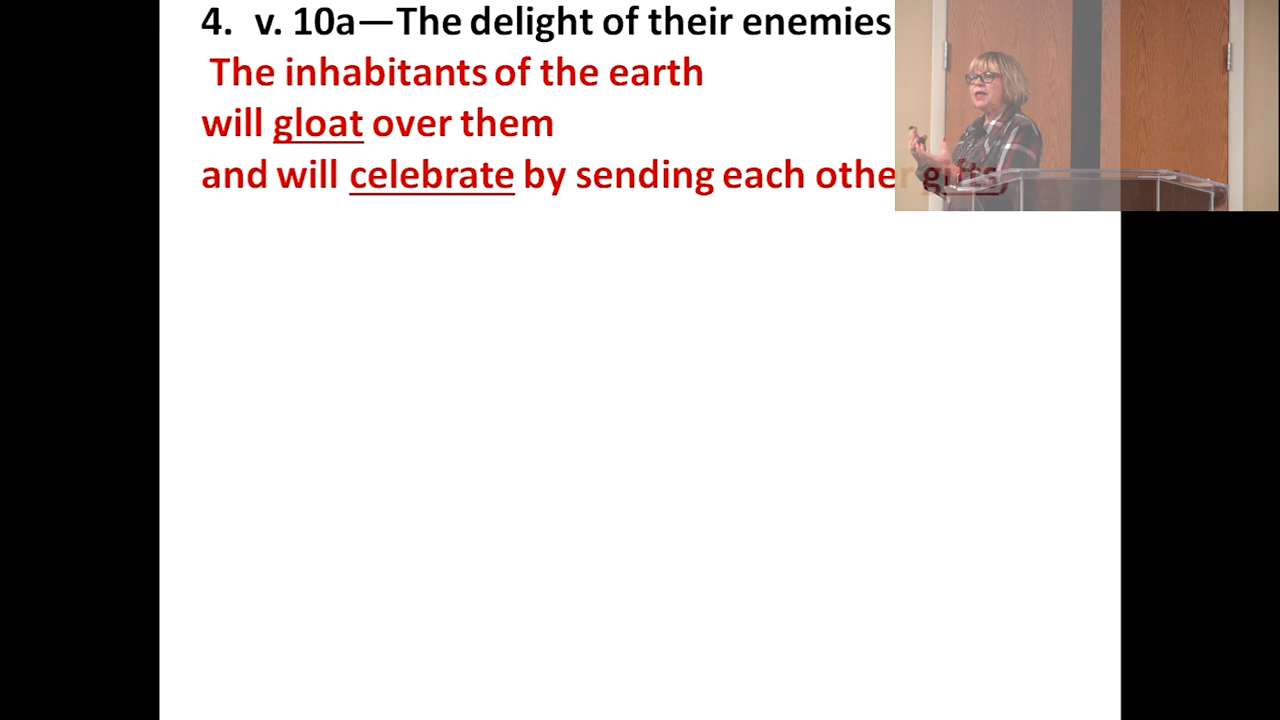 4. v. 10a—The delight of their enemies
The inhabitants of the earth
will gloat over them
and will celebrate by sending each other gifts,